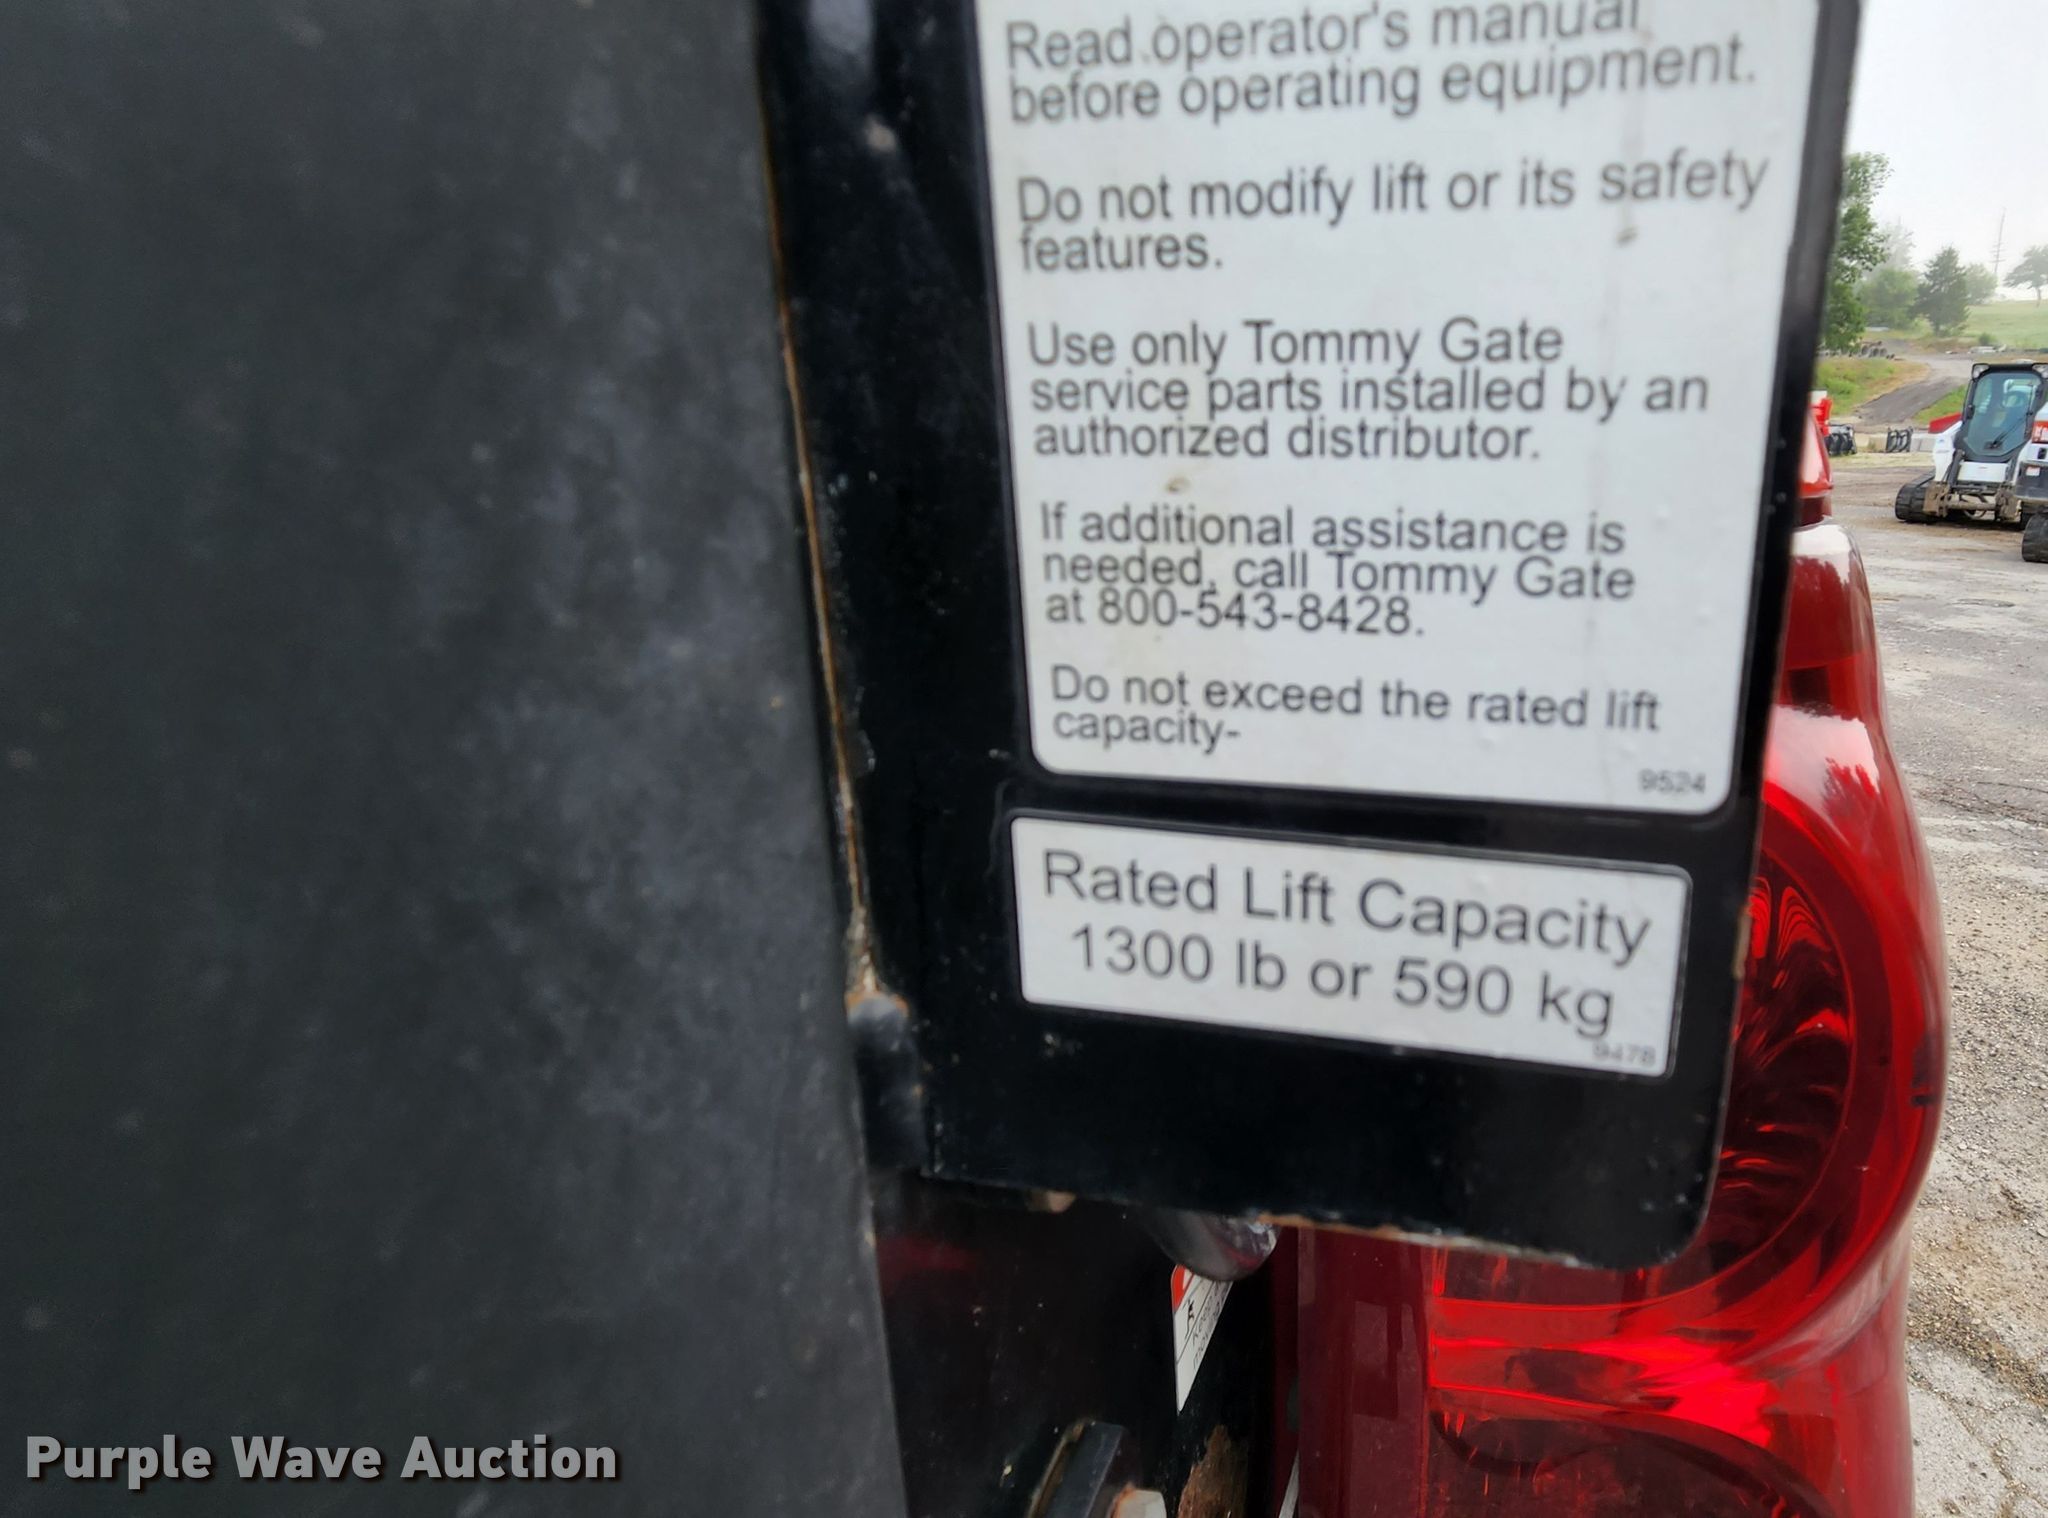 Read operator's manual
before operating equipment.
Do not modify lift or its safety
features.
Use only Tommy Gate
service parts installed by an
authorized distributor.
If additional assistance is
needed, call Tommy Gate
at 800-543-8428.
Do not exceed the rated lift
capacity-
9524
Rated Lift Capacity
1300 lb or 590 kg
9478
Purple Wave Auction